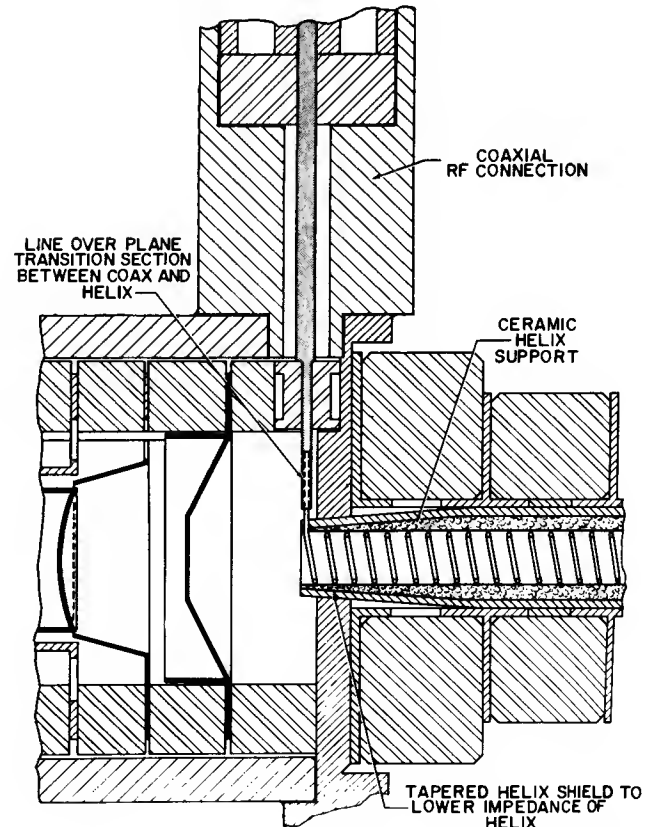 COAXIAL
RF CONNECTION
LINE OVER PLANE
TRANSITION SECTION
BETWEEN COAX AND
HELIX
CERAMIC
HELIX
SUPPORT
TAPERED HELIX SHIELD TO
LOWER IMPEDANCE OF
HELIX